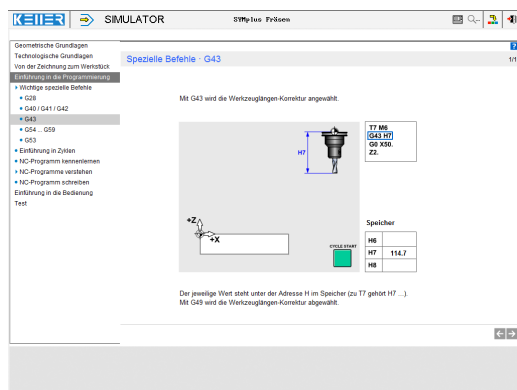 KELLER
SIMULATOR
SYMplus Fräsen
Geometrische Grundlagen
Technologische Grundlagen
Von der Zeichnung zum Werkstück
Einführung in die Programmierung
Wichtige spezielle Befehle
G28
G40 / G41 / G42
G43
G54 ... G59
G53
Einführung in Zyklen
NC-Programm kennenlernen
NC-Programme verstehen
NC-Programm schreiben
Einführung in die Bedienung
Test
?
Spezielle Befehle · G43
1/1
Mit G43 wird die Werkzeuglängen-Korrektur angewählt.
H7
T7 M6
G43 H7
G0 X50.
Z2.
+Z
+X
CYCLE START
Speicher
H6
H7 114.7
H8
Der jeweilige Wert steht unter der Adresse H im Speicher (zu
T7 gehört H7 ...).
Mit G49 wird die Werkzeuglängen-Korrektur abgewählt.